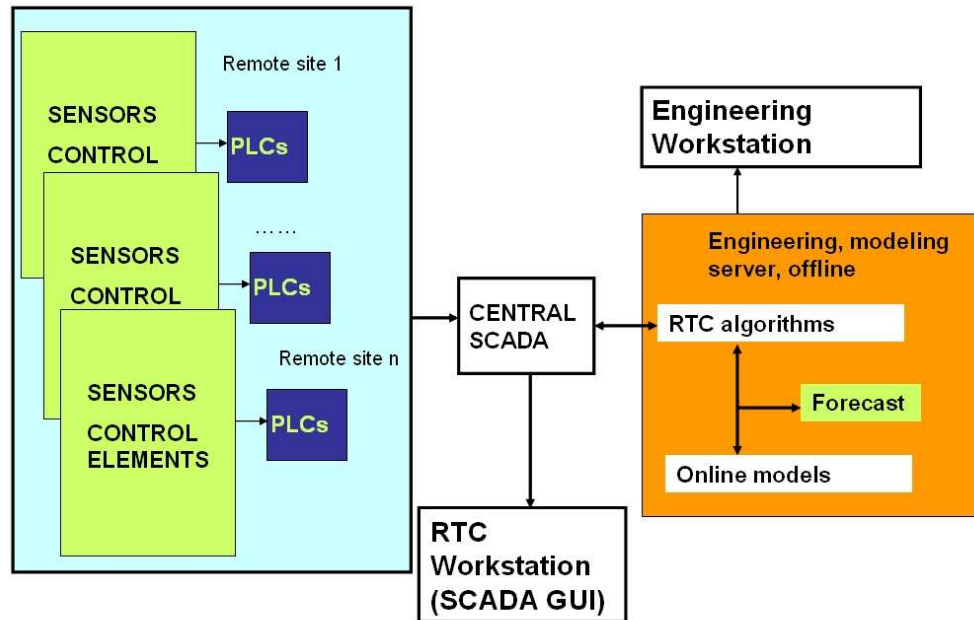 Remote site 1
SENSORS
CONTROL
PLCs
......
SENSORS
CONTROL
PLCs
Remote site n
SENSORS
CONTROL
ELEMENTS
PLCs
CENTRAL
SCADA
RTC
Workstation
(SCADA GUI)
Engineering
Workstation
Engineering, modeling
server, offline
RTC algorithms
Forecast
Online models